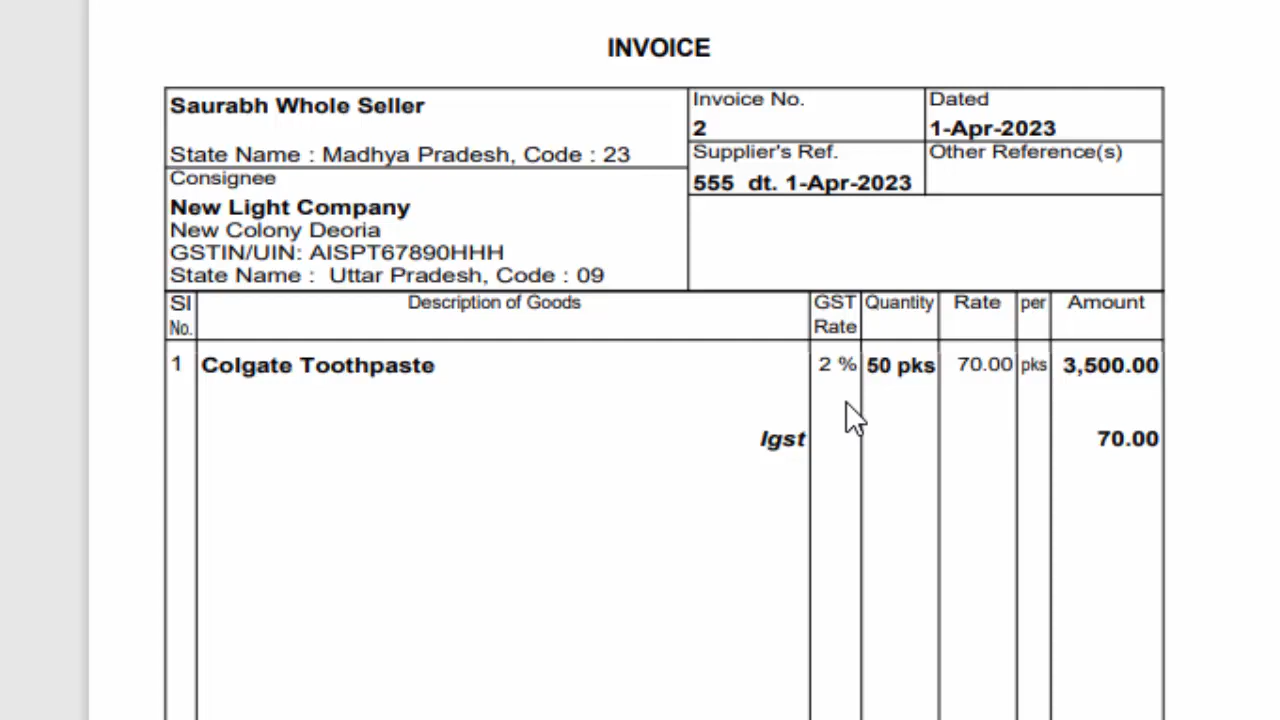 INVOICE
Saurabh Whole Seller
State Name : Madhya Pradesh, Code : 23
Invoice No.
2
Dated
1-Apr-2023
Supplier's Ref.
555 dt. 1-Apr-2023
Other Reference(s)
Consignee
New Light Company
New Colony Deoria
GSTIN/UIN: AISPT67890HHH
State Name : Uttar Pradesh, Code : 09
SI No. Description of Goods GST Rate Quantity Rate per Amount
1 Colgate Toothpaste 2 % 50 pks 70.00 pks 3,500.00
Igst 70.00